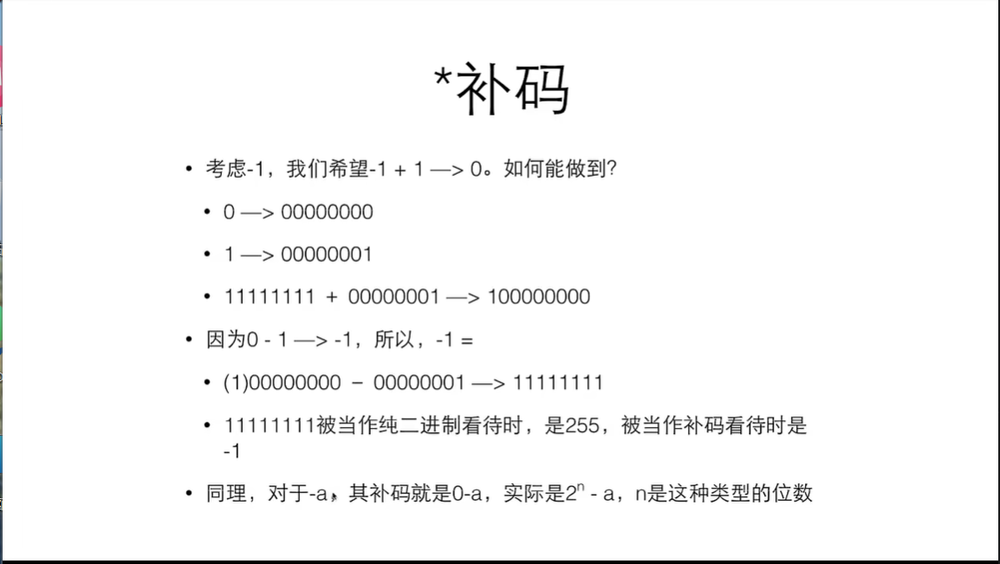 *补码
• 考虑-1，我们希望-1 + 1 —> 0。如何能做到？
• 0 —> 00000000
• 1 —> 00000001
• 11111111 + 00000001 —> 100000000
• 因为0 - 1 —> -1，所以，-1 =
• (1)00000000 – 00000001 —> 11111111
• 11111111被当作纯二进制看待时，是255，被当作补码看待时是
-1
• 同理，对于-a，其补码就是0-a，实际是2ⁿ - a，n是这种类型的位数